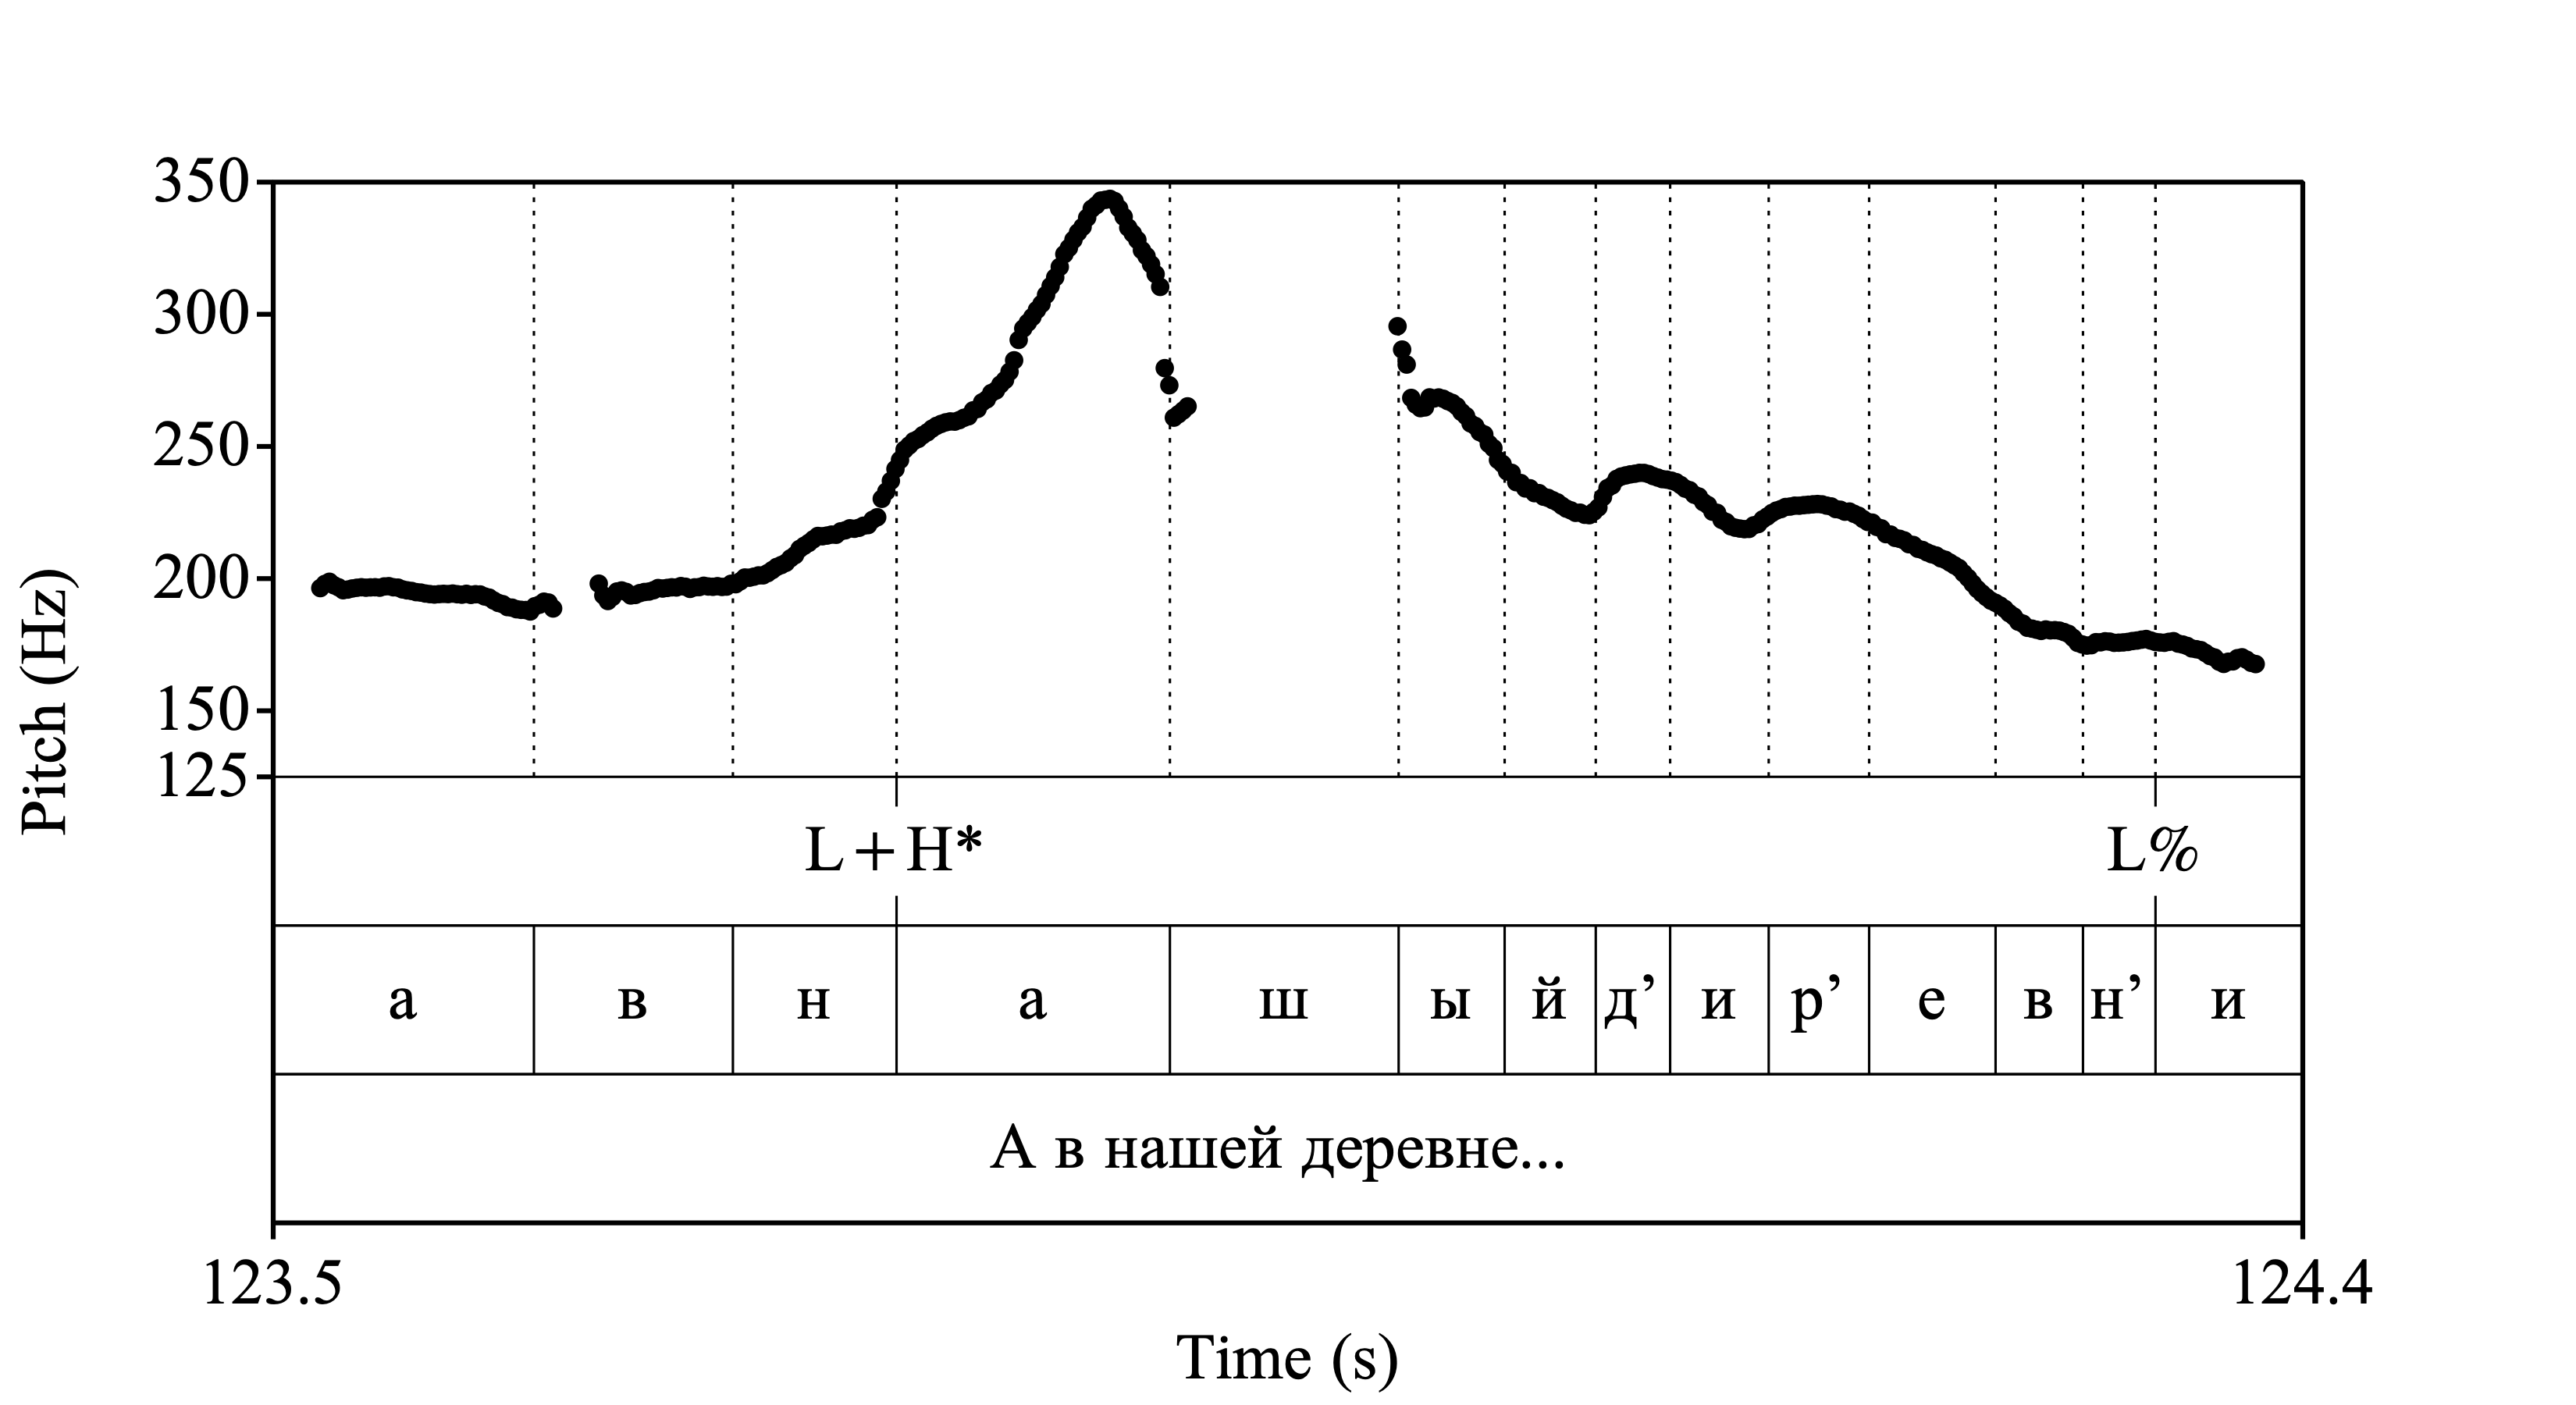 350
300
250
200
150
125
Pitch (Hz)
L+H* L%
а в н а ш ы й д’ и р’ е в н’ и
А в нашей деревне...
123.5 124.4
Time (s)